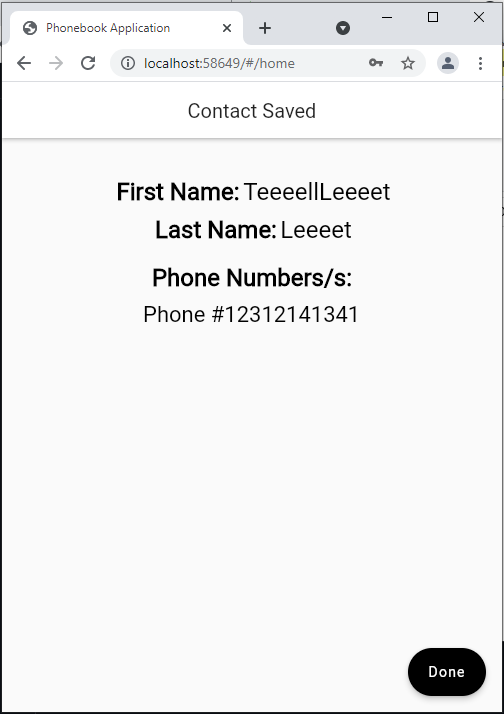 Phonebook Application
localhost:58649/#/home
Contact Saved
First Name: TeeeellLeeeet
Last Name: Leeeet
Phone Numbers/s:
Phone #12312141341
Done